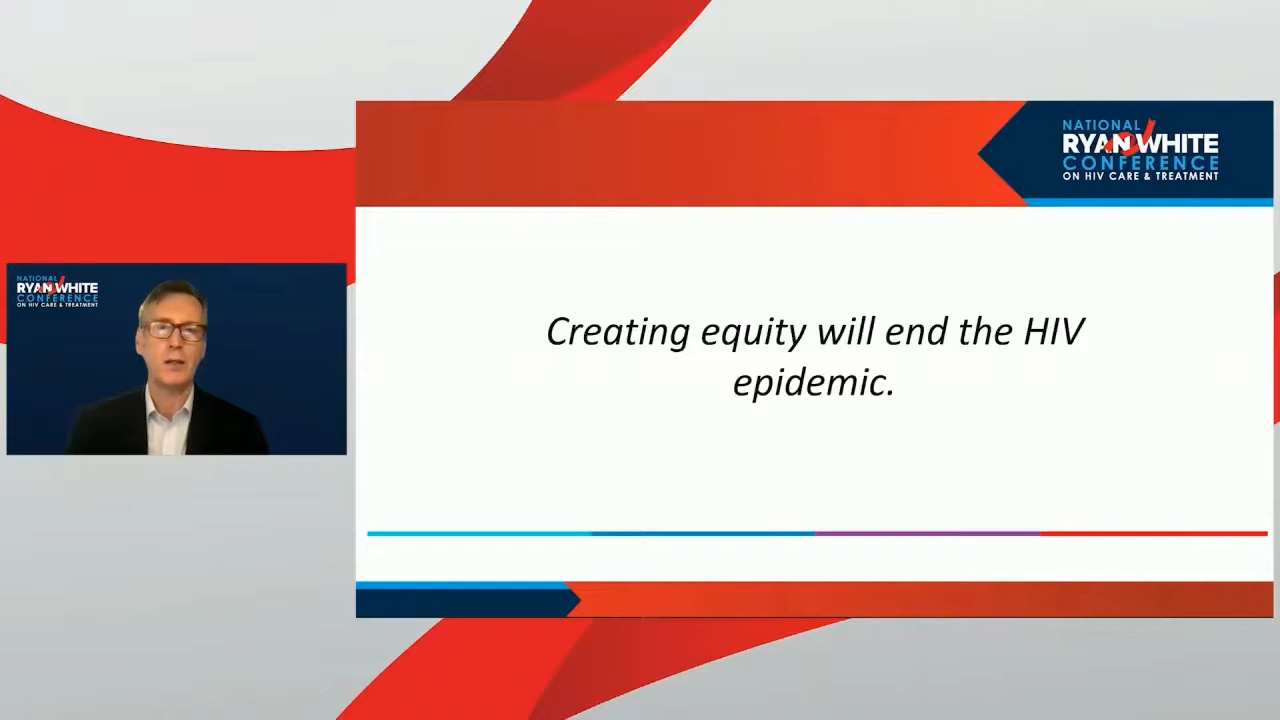 NATIONAL
RYAN WHITE
CONFERENCE
ON HIV CARE & TREATMENT
NATIONAL
RYAN WHITE
CONFERENCE
ON HIV CARE & TREATMENT
Creating equity will end the HIV
epidemic.